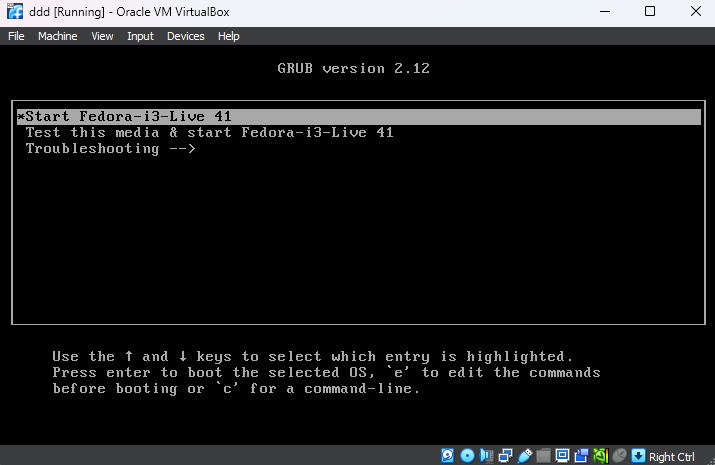 ddd [Running] - Oracle VM VirtualBox
File Machine View Input Devices Help
GRUB version 2.12
*Start Fedora-i3-Live 41
Test this media & start Fedora-i3-Live 41
Troubleshooting -->
Use the ↑ and ↓ keys to select which entry is highlighted.
Press enter to boot the selected OS, `e' to edit the commands
before booting or `c' for a command-line.
Right Ctrl